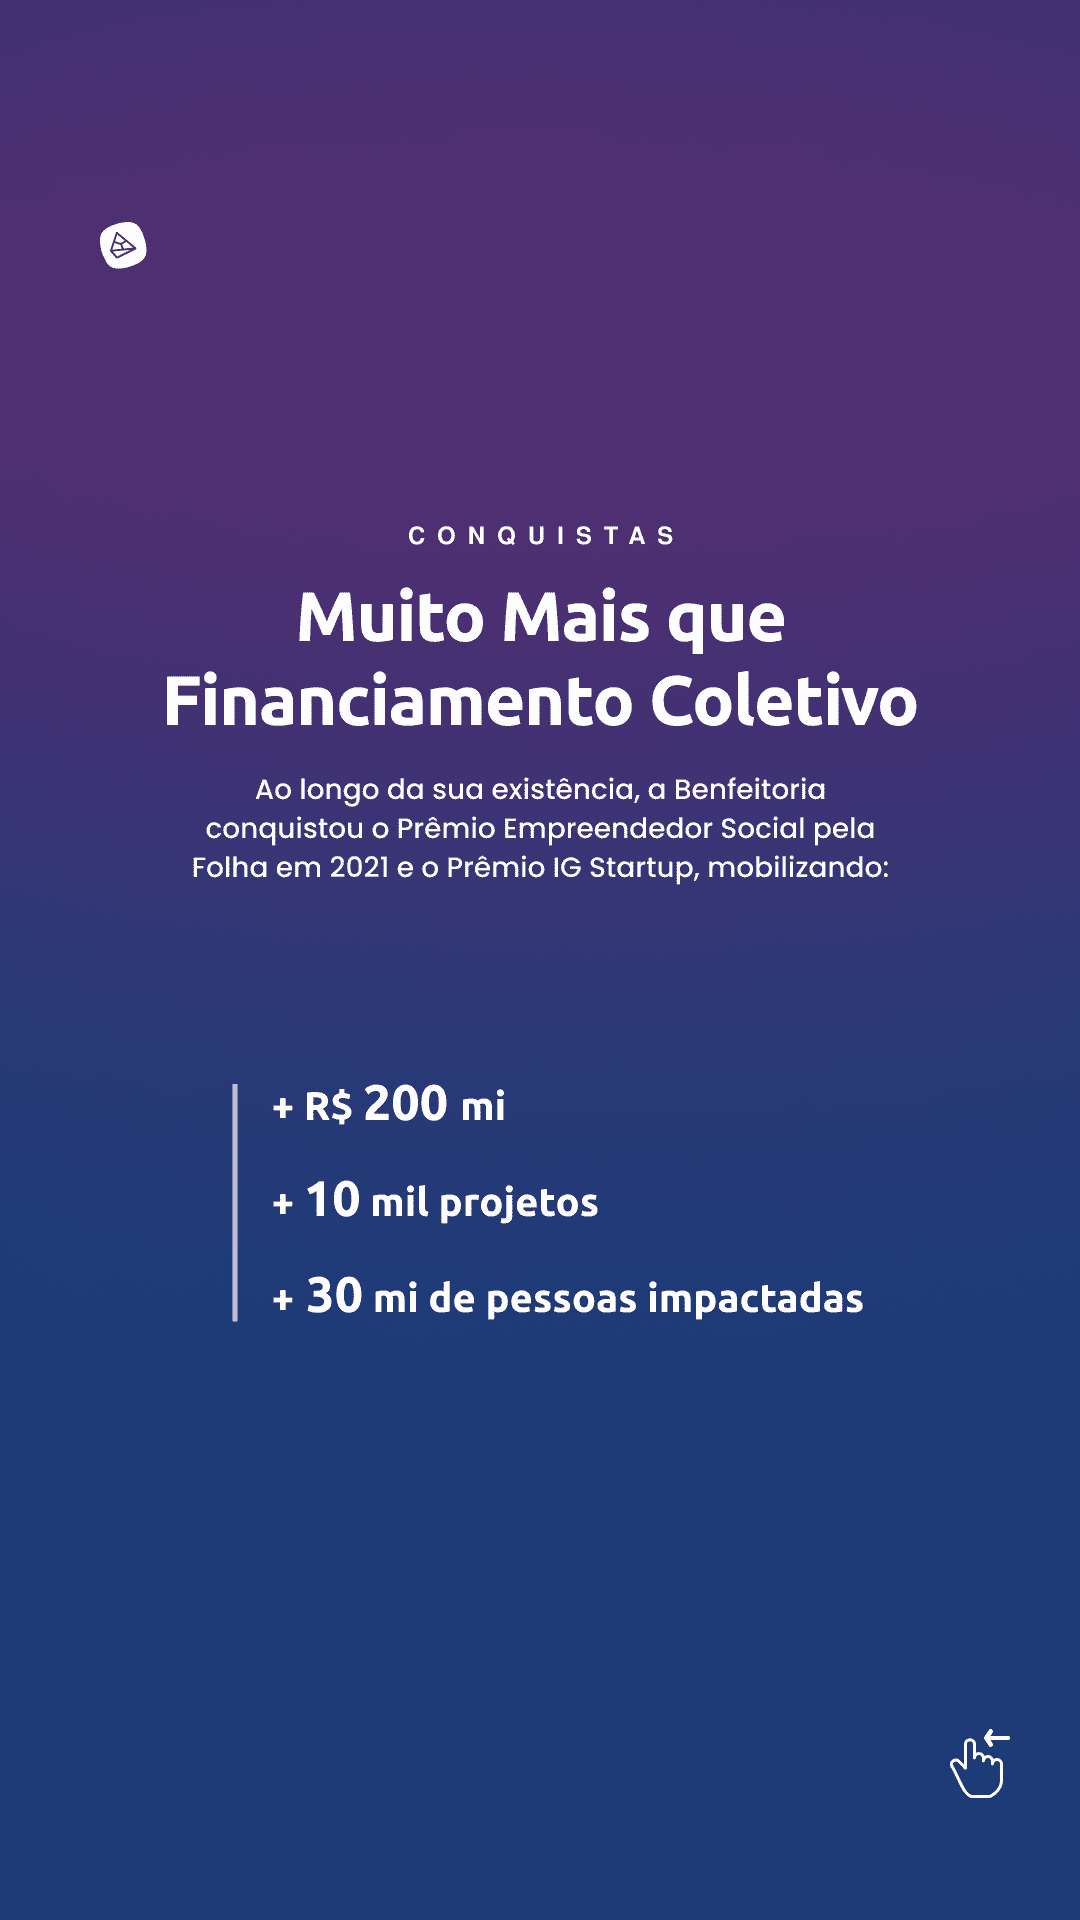 CONQUISTAS
Muito Mais que
Financiamento Coletivo
Ao longo da sua existência, a Benfeitoria
conquistou o Prêmio Empreendedor Social pela
Folha em 2021 e o Prêmio IG Startup, mobilizando:
+ R$ 200 mi
+ 10 mil projetos
+ 30 mi de pessoas impactadas